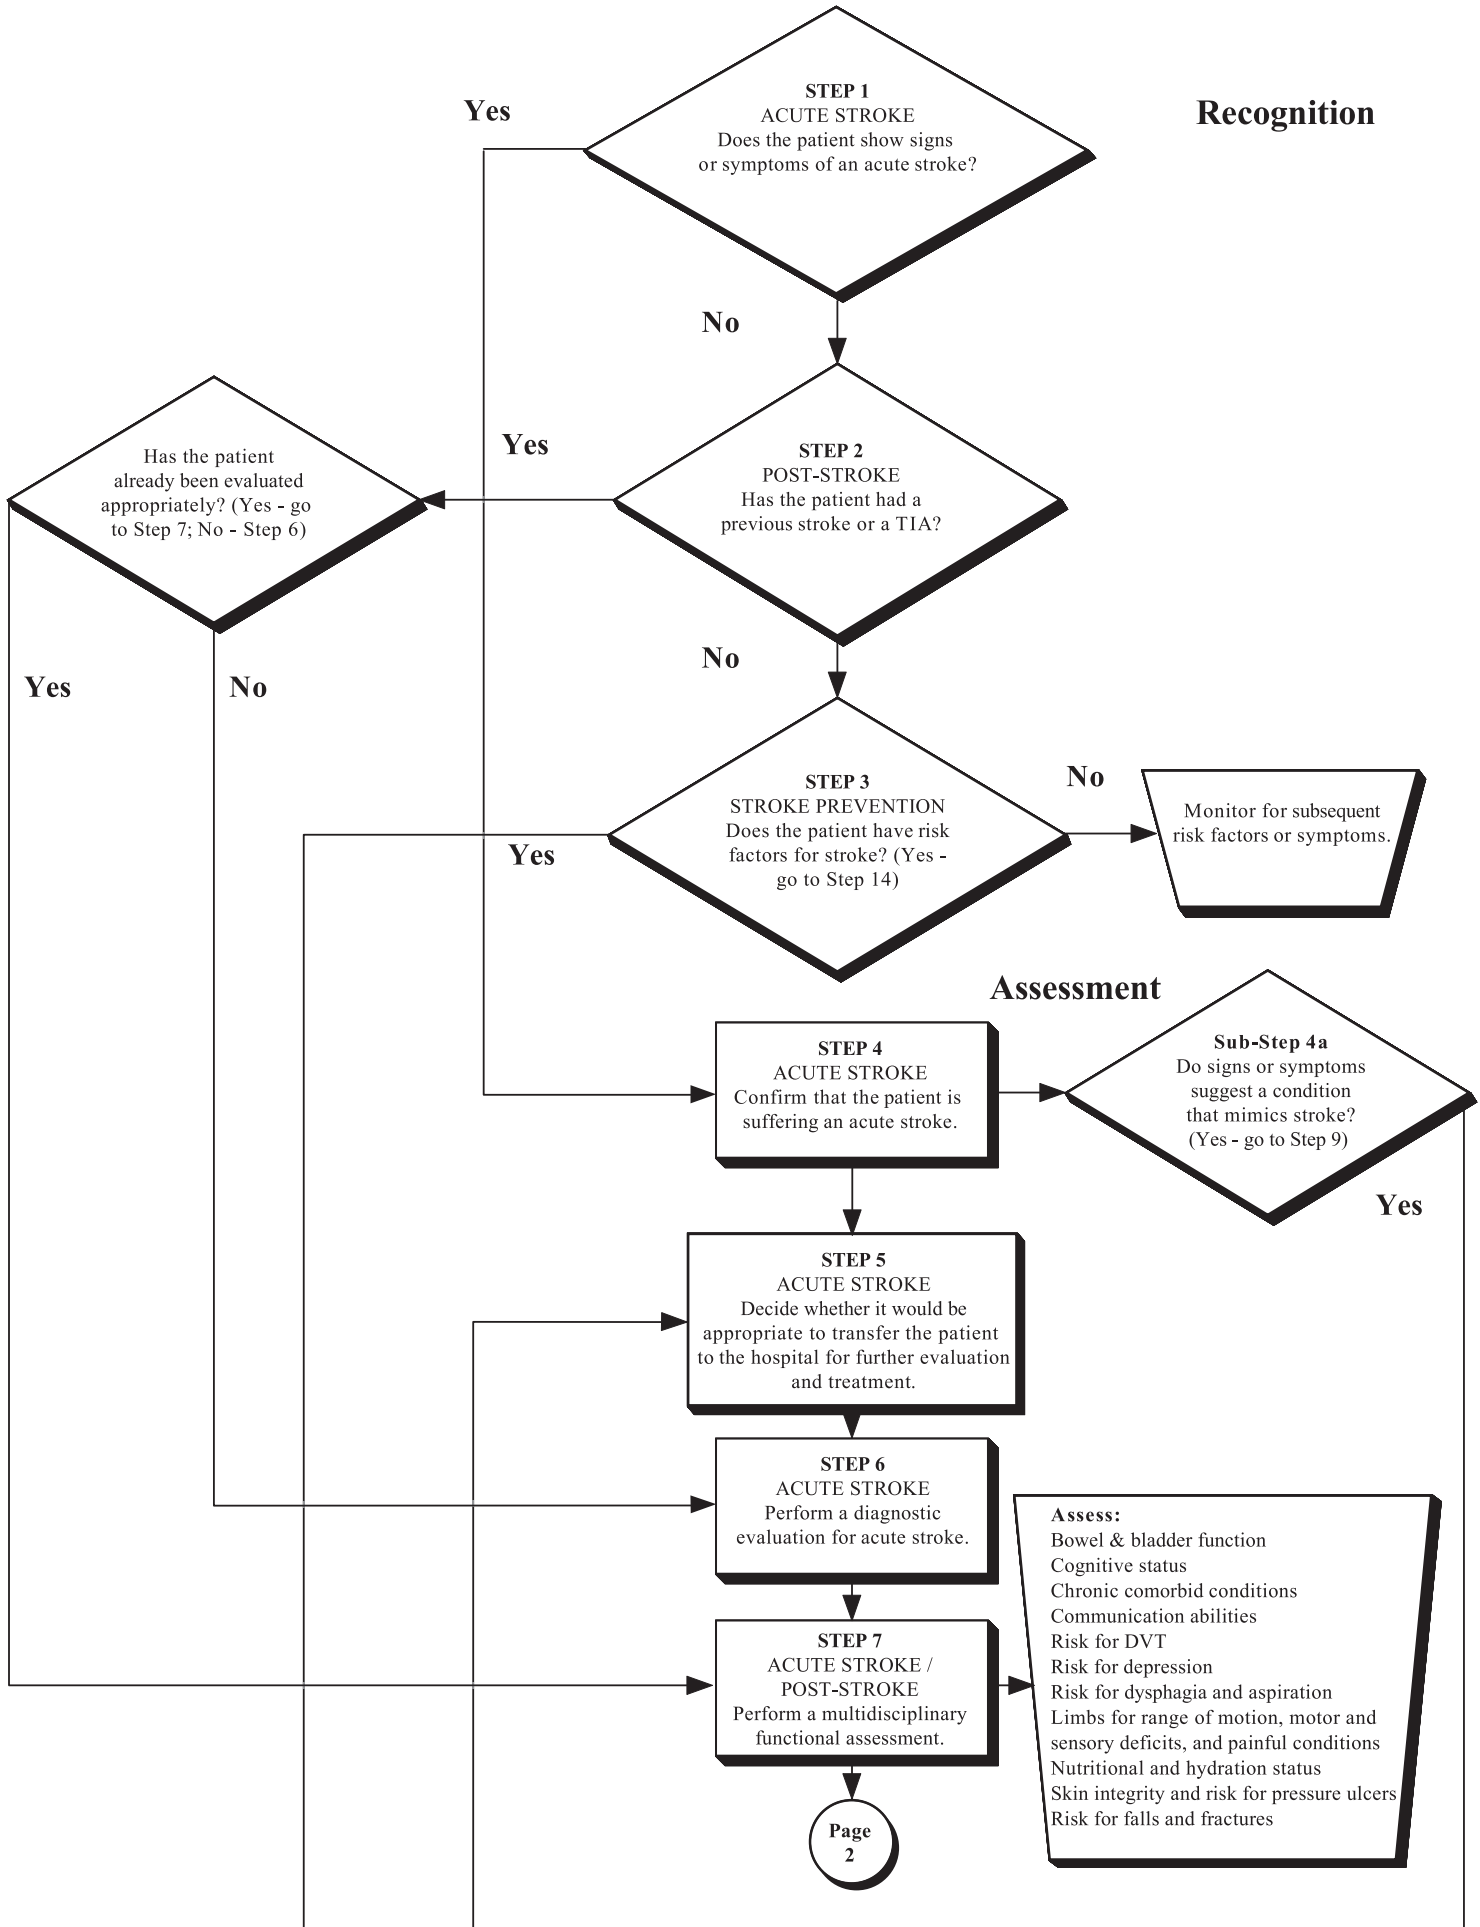 STEP 1
ACUTE STROKE
Does the patient show signs
or symptoms of an acute stroke?
Yes
Recognition
No
STEP 2
POST-STROKE
Has the patient had a
previous stroke or a TIA?
Yes
Has the patient
already been evaluated
appropriately? (Yes - go
to Step 7; No - Step 6)
Yes
No
No
STEP 3
STROKE PREVENTION
Does the patient have risk
factors for stroke? (Yes -
go to Step 14)
Yes
No
Monitor for subsequent
risk factors or symptoms.
Assessment
STEP 4
ACUTE STROKE
Confirm that the patient is
suffering an acute stroke.
Sub-Step 4a
Do signs or symptoms
suggest a condition
that mimics stroke?
(Yes - go to Step 9)
Yes
STEP 5
ACUTE STROKE
Decide whether it would be
appropriate to transfer the patient
to the hospital for further evaluation
and treatment.
STEP 6
ACUTE STROKE
Perform a diagnostic
evaluation for acute stroke.
STEP 7
ACUTE STROKE /
POST-STROKE
Perform a multidisciplinary
functional assessment.
Assess:
Bowel & bladder function
Cognitive status
Chronic comorbid conditions
Communication abilities
Risk for DVT
Risk for depression
Risk for dysphagia and aspiration
Limbs for range of motion, motor and
sensory deficits, and painful conditions
Nutritional and hydration status
Skin integrity and risk for pressure ulcers
Risk for falls and fractures
Page
2